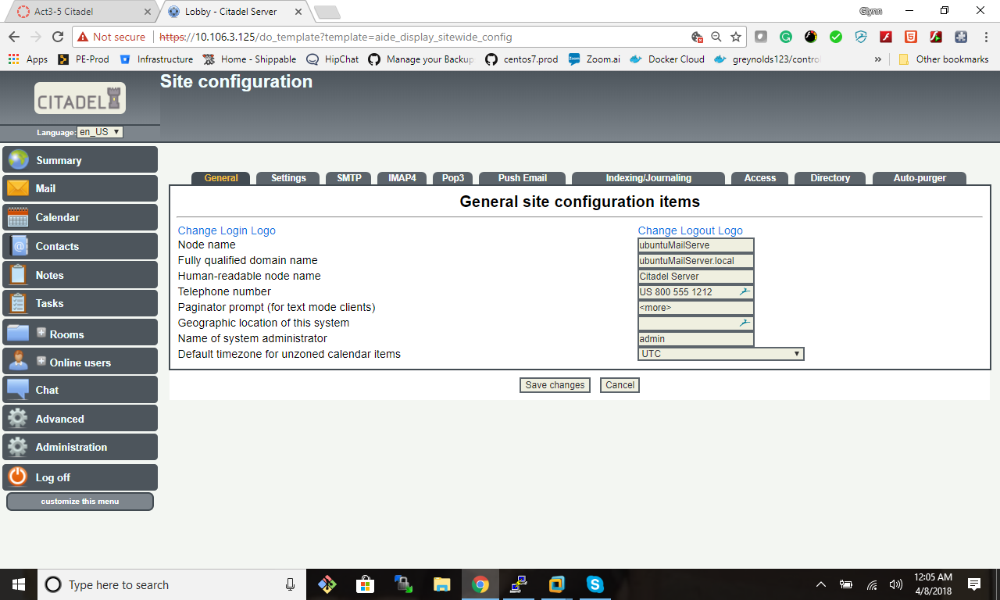 Act3-5 Citadel
Lobby - Citadel Server
Glynn
Not secure
https://10.106.3.125/do_template?template=aide_display_sitewide_config
Apps
PE-Prod
Infrastructure
Home - Shippable
HipChat
Manage your Backup
centos7.prod
Zoom.ai
Docker Cloud
greynolds123/contro
»
Other bookmarks
CITADEL
Site configuration
Language: en_US
Summary
Mail
Calendar
Contacts
Notes
Tasks
Rooms
Online users
Chat
Advanced
Administration
Log off
customize this menu
General
Settings
SMTP
IMAP4
Pop3
Push Email
Indexing/Journaling
Access
Directory
Auto-purger
General site configuration items
Change Login Logo
Change Logout Logo
Node name
ubuntuMailServe
Fully qualified domain name
ubuntuMailServer.local
Human-readable node name
Citadel Server
Telephone number
US 800 555 1212
Paginator prompt (for text mode clients)
<more>
Geographic location of this system
Name of system administrator
admin
Default timezone for unzoned calendar items
UTC
Save changes
Cancel
Type here to search
12:05 AM
4/8/2018